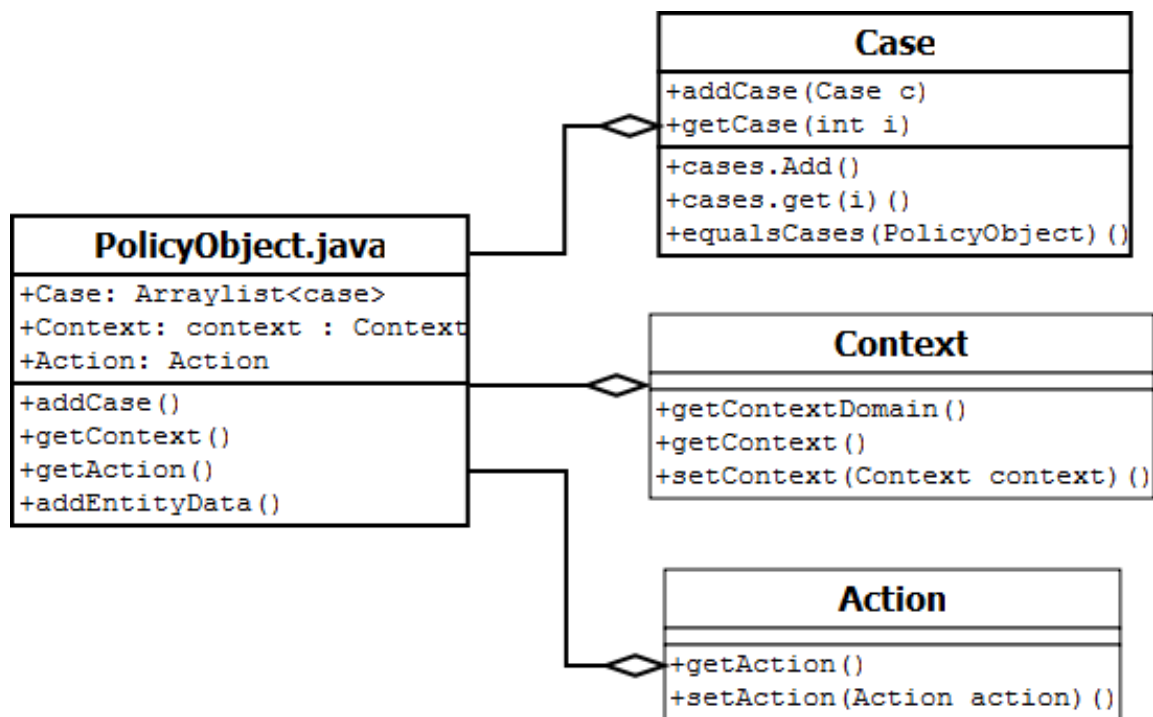 Case
+addCase(Case c)
+getCase(int i)
+cases.Add()
+cases.get(i)()
+equalsCases(PolicyObject)()
PolicyObject.java
+Case: Arraylist<case>
+Context: context : Context
+Action: Action
+addCase()
+getContext()
+getAction()
+addEntityData()
Context
+getContextDomain()
+getContext()
+setContext(Context context)()
Action
+getAction()
+setAction(Action action)()